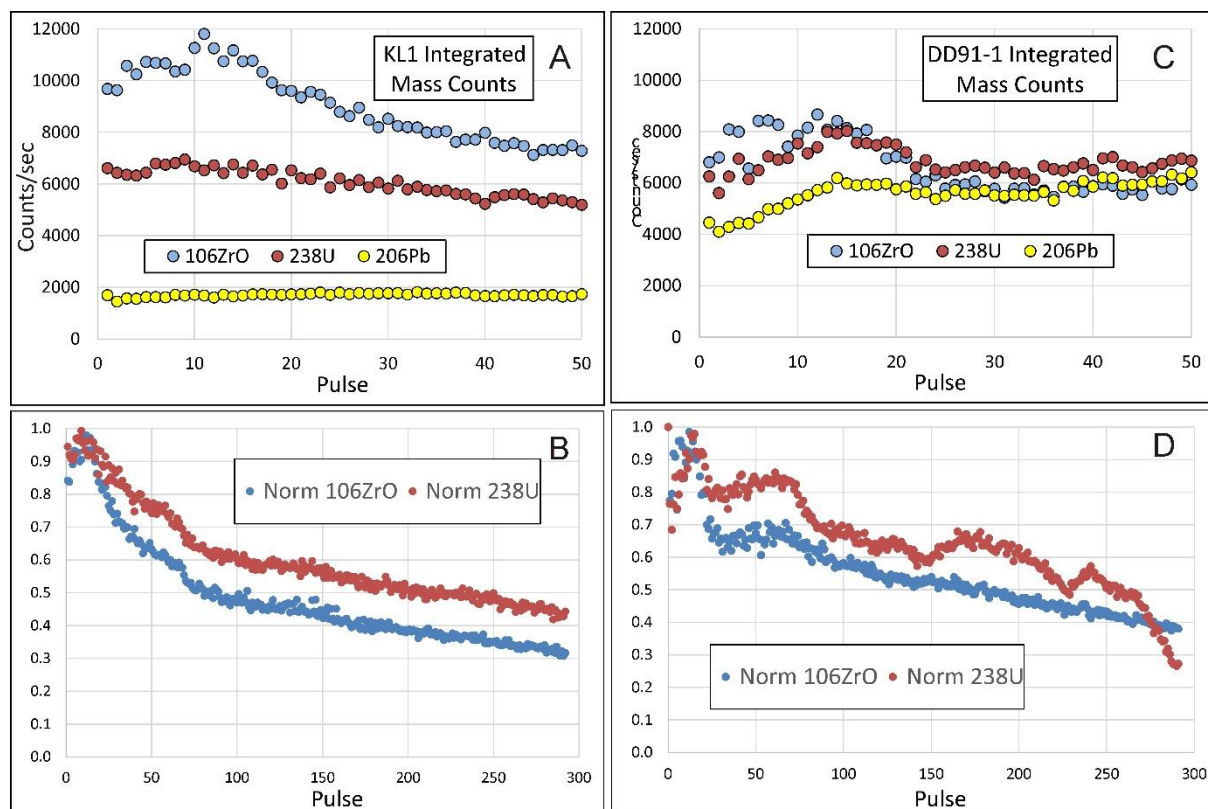 12000
10000
8000
6000
4000
2000
0
Counts/sec
KL1 Integrated
Mass Counts
A
106ZrO 238U 206Pb
0 10 20 30 40 50
Pulse
12000
10000
8000
6000
4000
2000
0
Counts/sec
DD91-1 Integrated
Mass Counts
C
106ZrO 238U 206Pb
0 10 20 30 40 50
Pulse
1.0
0.9
0.8
0.7
0.6
0.5
0.4
0.3
0.2
0.1
0.0
B
Norm 106ZrO Norm 238U
0 50 100 150 200 250 300
Pulse
1.0
0.9
0.8
0.7
0.6
0.5
0.4
0.3
0.2
0.1
0.0
D
Norm 106ZrO Norm 238U
0 50 100 150 200 250 300
Pulse